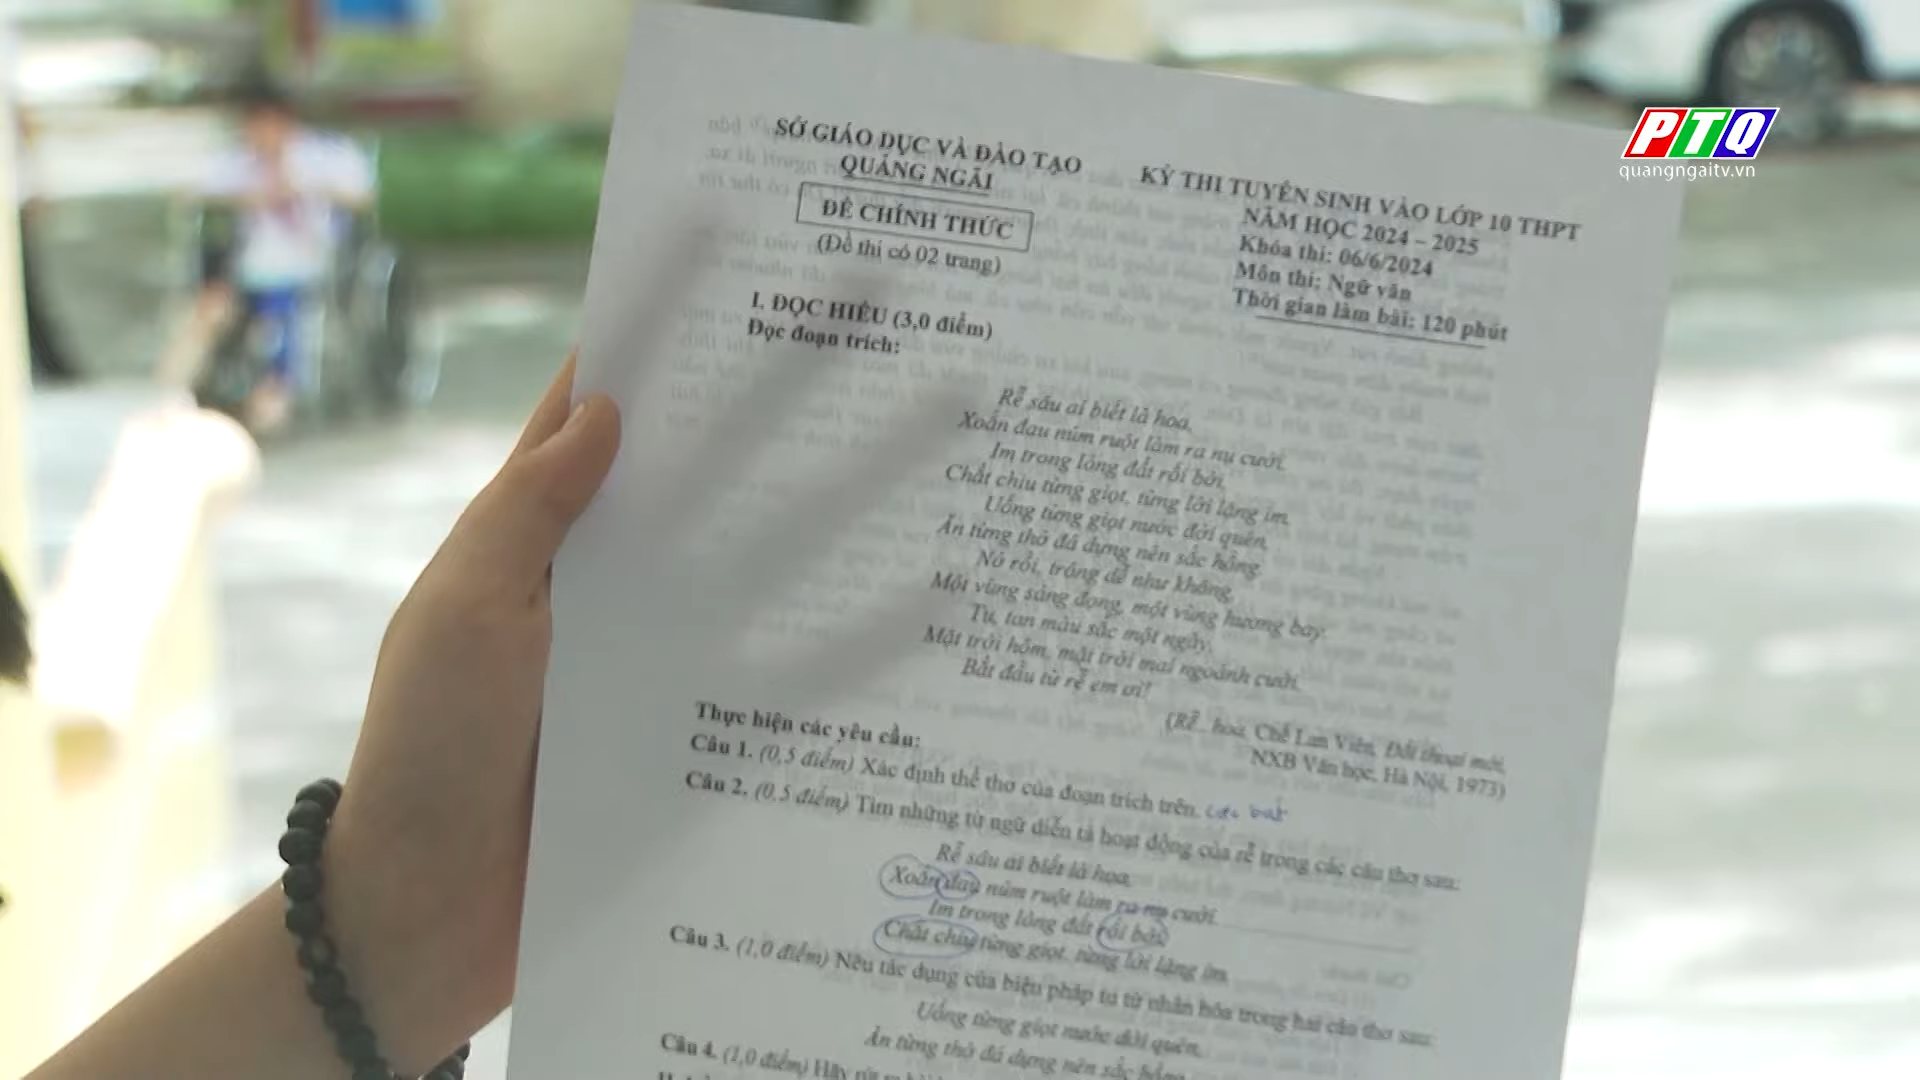 PTQ
quangngaitv.vn
SỞ GIÁO DỤC VÀ ĐÀO TẠO
QUẢNG NGÃI
ĐỀ CHÍNH THỨC
(Đề thi có 02 trang)
KỲ THI TUYỂN SINH VÀO LỚP 10 THPT
NĂM HỌC 2024 – 2025
Khóa thi: 06/6/2024
Môn thi: Ngữ văn
Thời gian làm bài: 120 phút
I. ĐỌC HIỂU (3,0 điểm)
Đọc đoạn trích:
Rễ sâu ai biết là hoa,
Xoắn đau núm ruột làm ra nụ cười.
Im trong lòng đất rối bời,
Chắt chiu từng giọt, từng lời lặng im.
Uống từng giọt nước đời quên,
Ăn từng thớ đá dựng nên sắc hồng.
Nở rồi, trông dễ như không,
Một vùng sáng đọng, một vùng hương bay.
Tụ, tan màu sắc một ngày,
Mặt trời hôm, mặt trời mai ngoảnh cười.
Bắt đầu từ rễ em ơi!
(Rễ... hoa, Chế Lan Viên, Đối thoại mới,
NXB Văn học, Hà Nội, 1973)
Thực hiện các yêu cầu:
Câu 1. (0,5 điểm) Xác định thể thơ của đoạn trích trên. Lục bát
Câu 2. (0,5 điểm) Tìm những từ ngữ diễn tả hoạt động của rễ trong các câu thơ sau:
Rễ sâu ai biết là hoa,
Xoắn đau núm ruột làm ra nụ cười.
Im trong lòng đất rối bời,
Chắt chiu từng giọt, từng lời lặng im.
Câu 3. (1,0 điểm) Nêu tác dụng của biện pháp tu từ nhân hóa trong hai câu thơ sau:
Uống từng giọt nước đời quên,
Ăn từng thớ đá dựng nên sắc hồng.
Câu 4. (1,0 điểm) Hãy rút ra